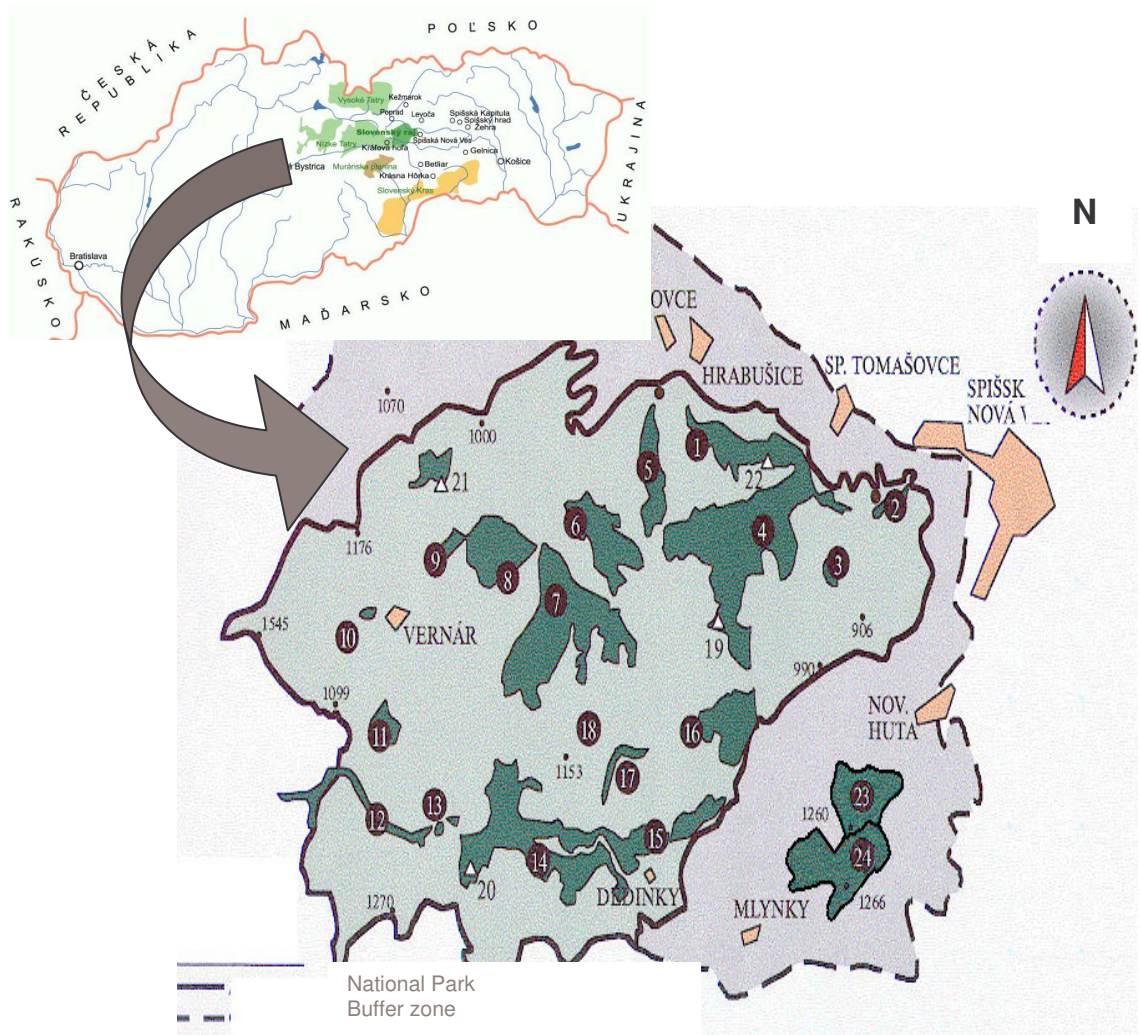 POĽSKO
ČESKÁ
REPUBLIKA
UKRAJINA
RAKÚSKO
MAĎARSKO
Vysoké Tatry
Kežmarok
Poprad
Levoča
Spišská Kapitula
Spišský hrad
Žehra
Slovenský raj
Spišská Nová Ves
Nízke Tatry
Kráľova hoľa
Gelnica
Bystrica
Muránska planina
Betliar
Košice
Krásna Hôrka
Slovenský Kras
Bratislava
N
OVCE
HRABUŠICE
SP. TOMAŠOVCE
SPIŠSK
NOVÁ
1070
1000
1
5
22
21
2
6
4
1176
9
8
3
7
1545
10
VERNÁR
19
906
990
1099
NOV.
HUTA
11
18
16
1153
17
23
1260
13
12
15
14
24
20
DEDINKY
1266
1270
MLYNKY
National Park
Buffer zone